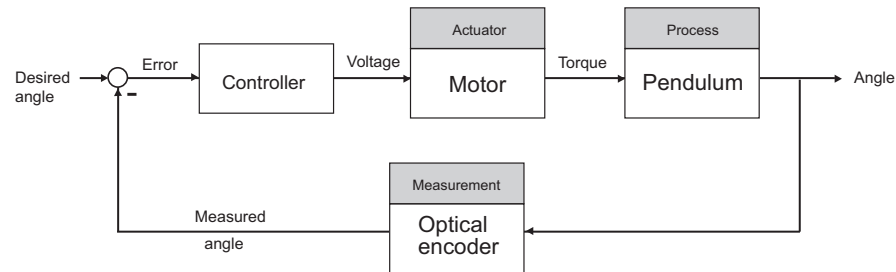 Actuator
Process
Desired
angle
Error
Controller
Voltage
Motor
Torque
Pendulum
Angle
-
Measurement
Measured
angle
Optical
encoder